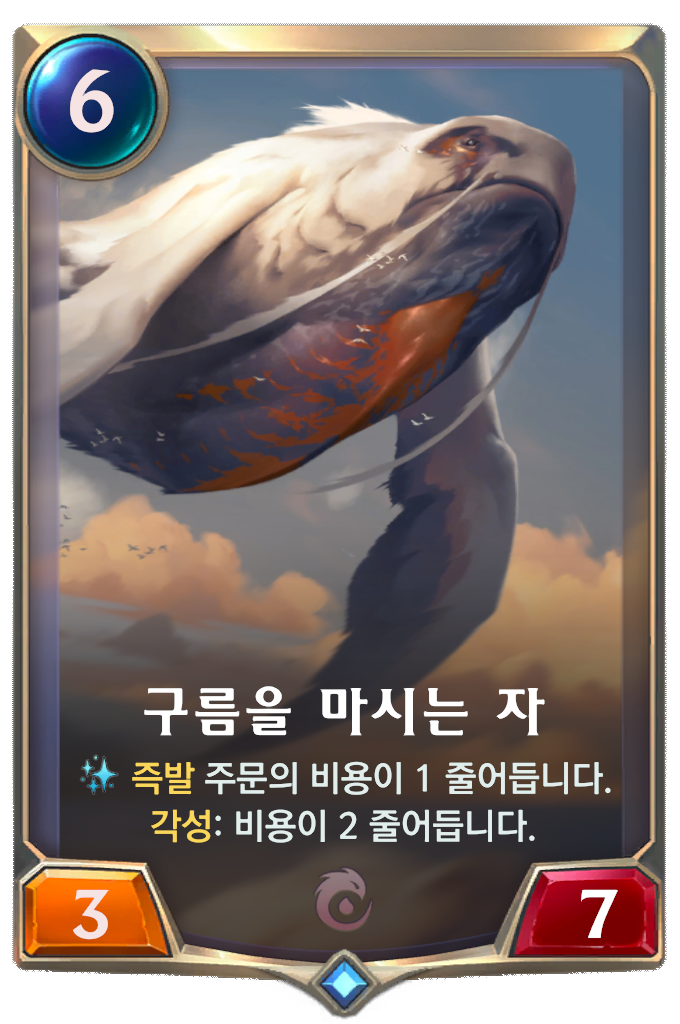 6
구름을 마시는 자
즉발 주문의 비용이 1 줄어듭니다.
각성: 비용이 2 줄어듭니다.
3
7